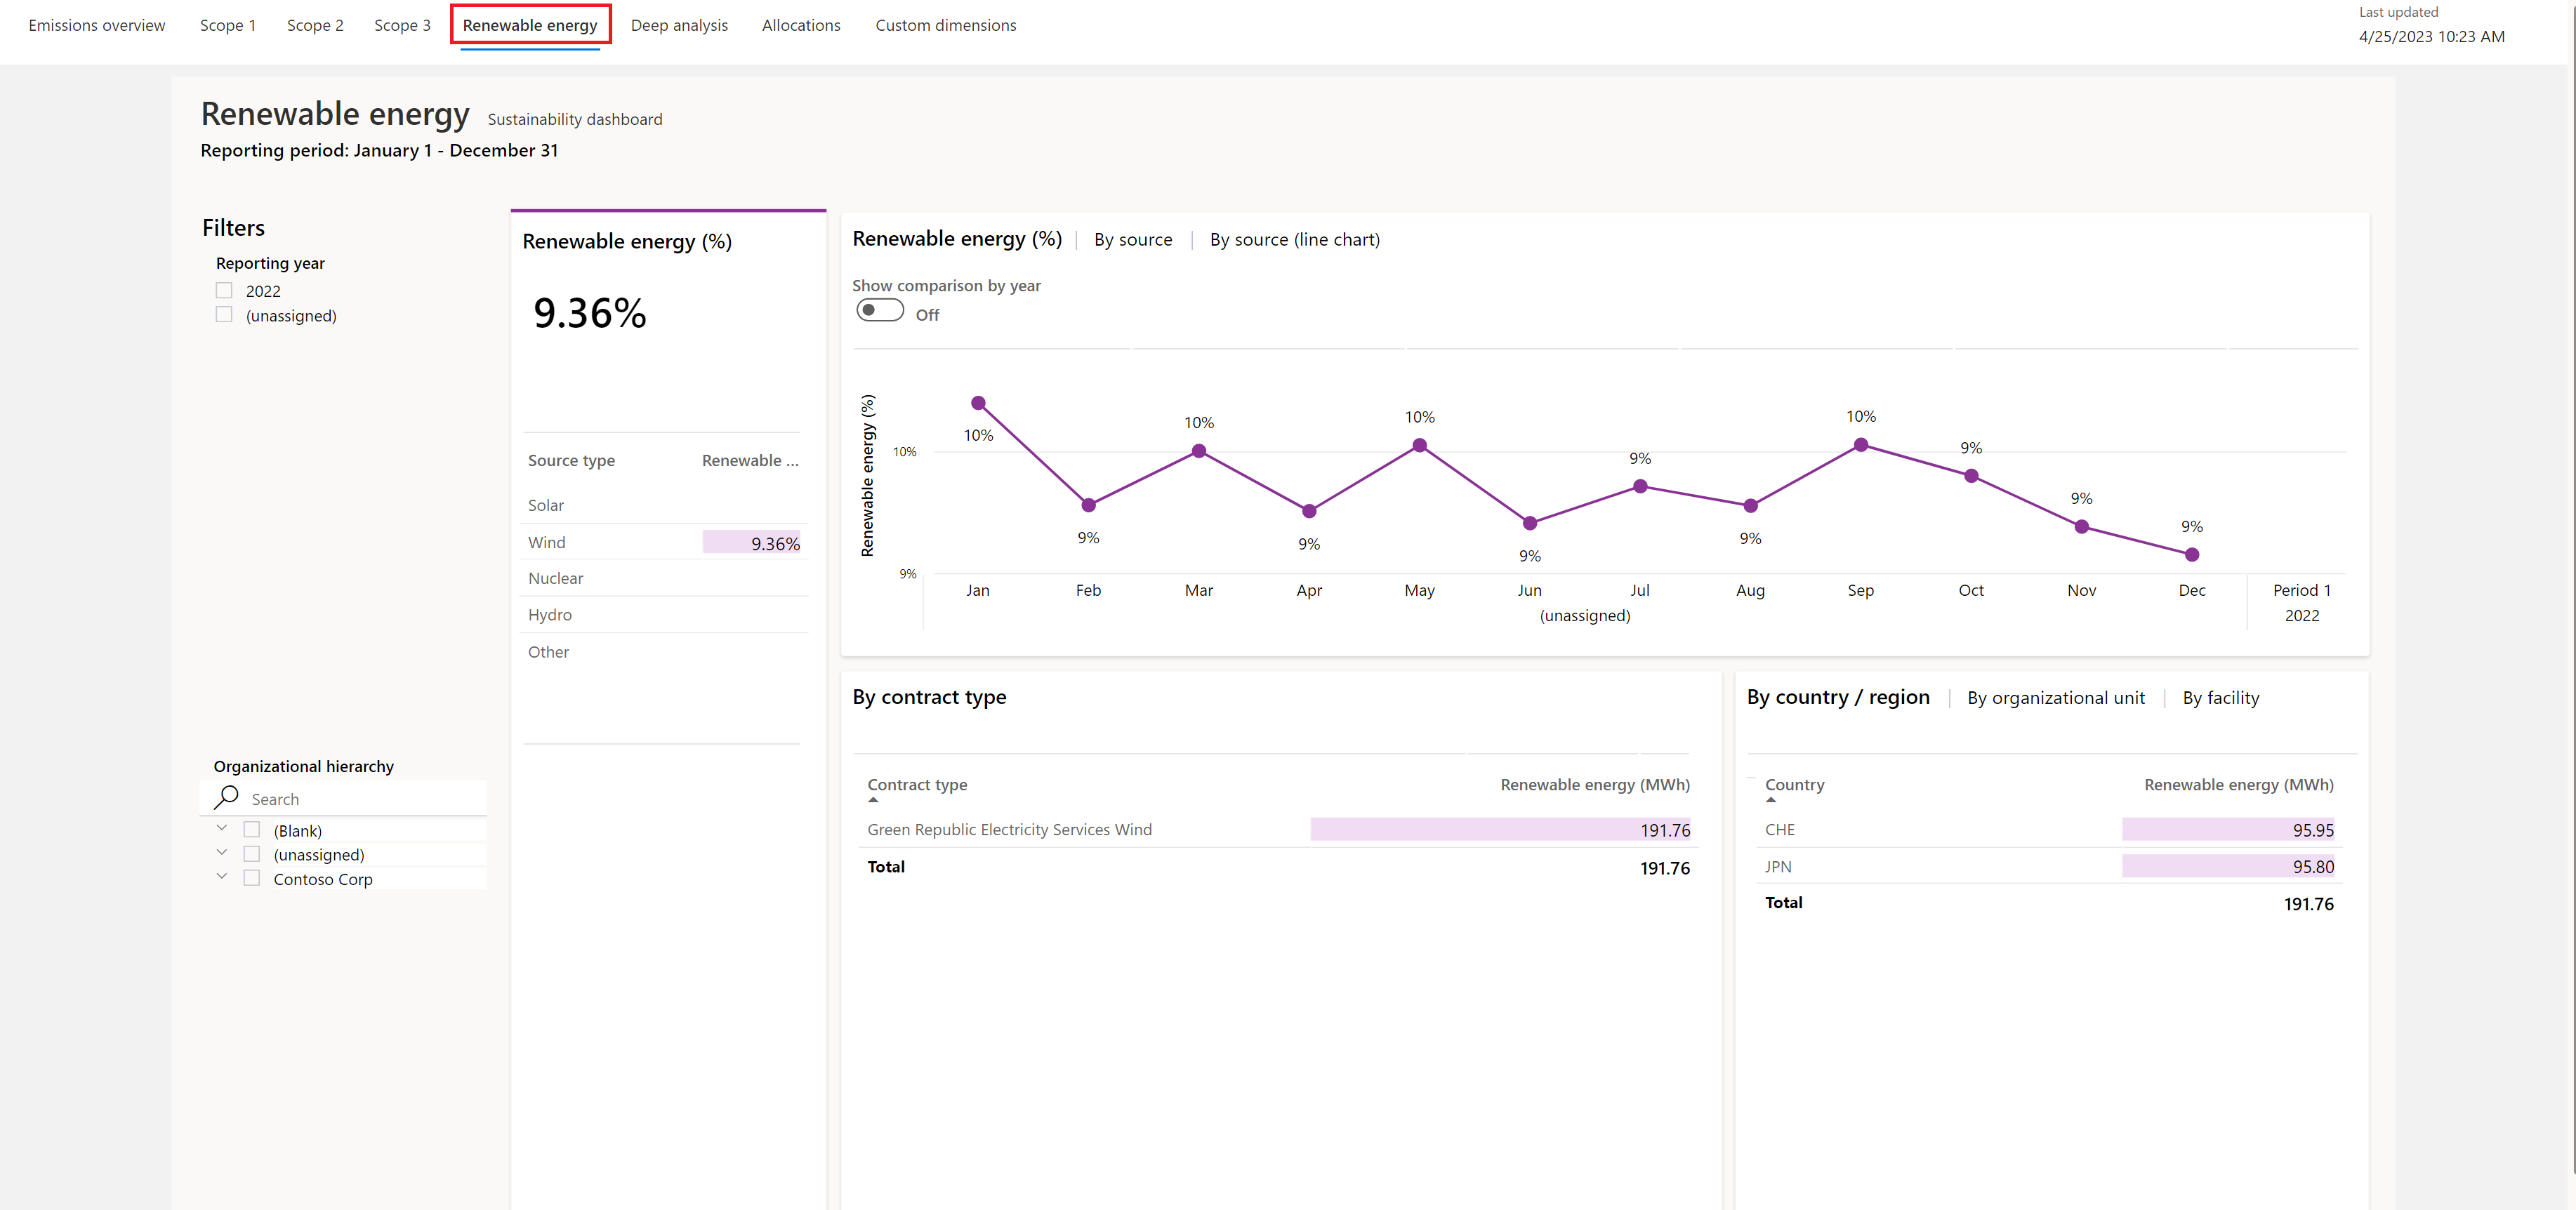 Emissions overview Scope 1 Scope 2 Scope 3 Renewable energy Deep analysis Allocations Custom dimensions
Last updated
4/25/2023 10:23 AM
Renewable energy Sustainability dashboard
Reporting period: January 1 - December 31
Filters
Reporting year
2022
(unassigned)
Organizational hierarchy
Search
(Blank)
(unassigned)
Contoso Corp
Renewable energy (%)
9.36%
Source type Renewable ...
Solar
Wind 9.36%
Nuclear
Hydro
Other
Renewable energy (%) | By source | By source (line chart)
Show comparison by year
Off
Renewable energy (%)
10%
9%
10%
9%
10%
9%
10%
9%
9%
9%
10%
9%
9%
9%
Jan Feb Mar Apr May Jun Jul Aug Sep Oct Nov Dec Period 1
(unassigned) 2022
By contract type
Contract type Renewable energy (MWh)
Green Republic Electricity Services Wind 191.76
Total 191.76
By country / region | By organizational unit | By facility
Country Renewable energy (MWh)
CHE 95.95
JPN 95.80
Total 191.76